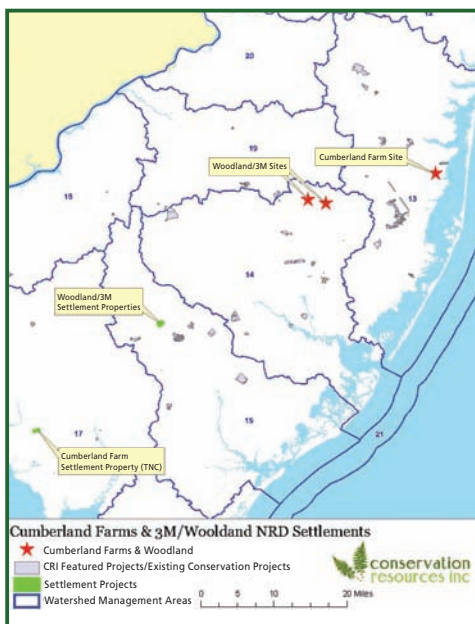 20
19
Woodland/3M Sites
Cumberland Farm Site
18
13
14
Woodland/3M
Settlement Properties
15
17
21
Cumberland Farm
Settlement Property (TNC)
Cumberland Farms & 3M/Wooldand NRD Settlements
Cumberland Farms & Woodland
CRI Featured Projects/Existing Conservation Projects
Settlement Projects
Watershed Management Areas
0 5 10 20 Miles
conservation
resources inc